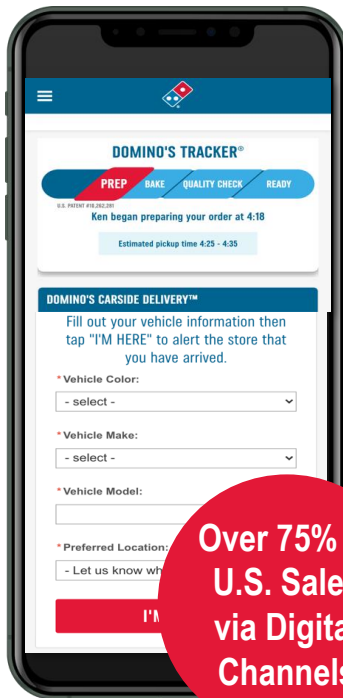 DOMINO'S TRACKER®
PREP BAKE QUALITY CHECK READY
U.S. PATENT #10,262,281
Ken began preparing your order at 4:18
Estimated pickup time 4:25 - 4:35
DOMINO'S CARSIDE DELIVERY™
Fill out your vehicle information then
tap "I'M HERE" to alert the store that
you have arrived.
*Vehicle Color:
- select -
*Vehicle Make:
- select -
*Vehicle Model:
*Preferred Location:
- Let us know
I'M
Over 75%
U.S. Sale
via Digita
Channels